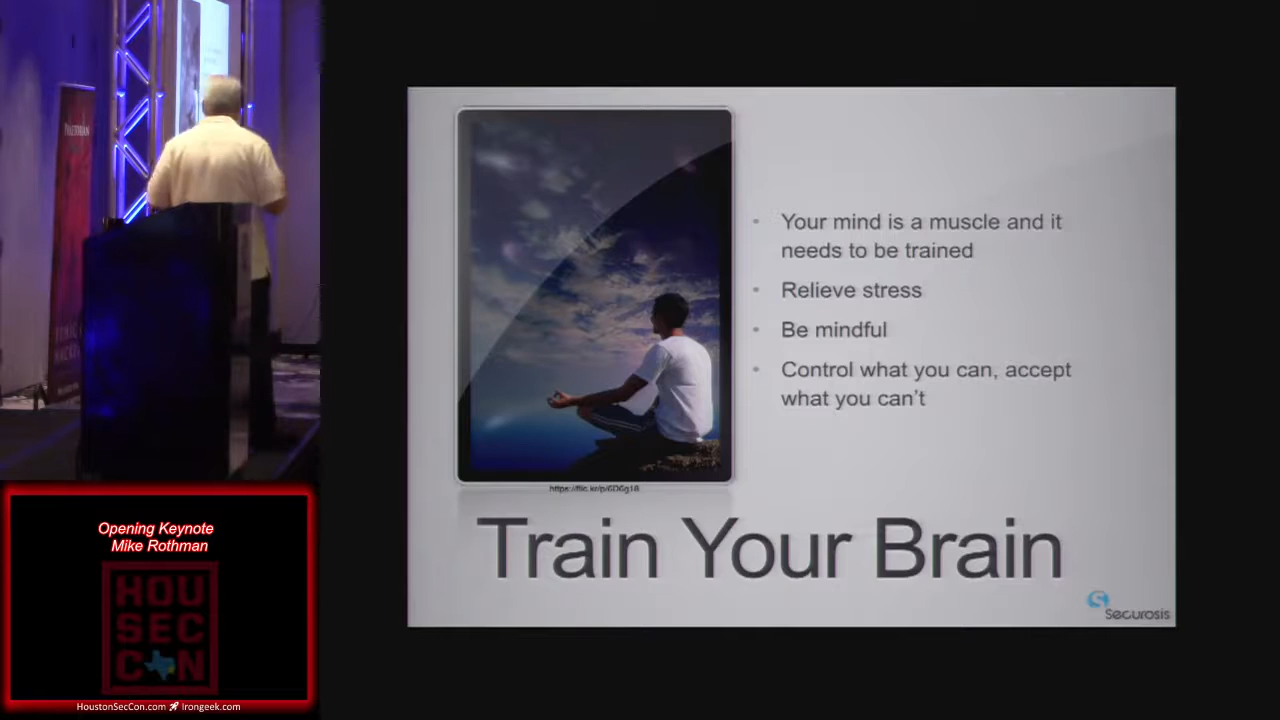 PRAETORIAN
Your mind is a muscle and it
needs to be trained
Relieve stress
Be mindful
Control what you can, accept
what you can't
Train Your Brain
Securosis
Opening Keynote
Mike Rothman
HOU
SEC
CON
HoustonSecCon.com Irongeek.com